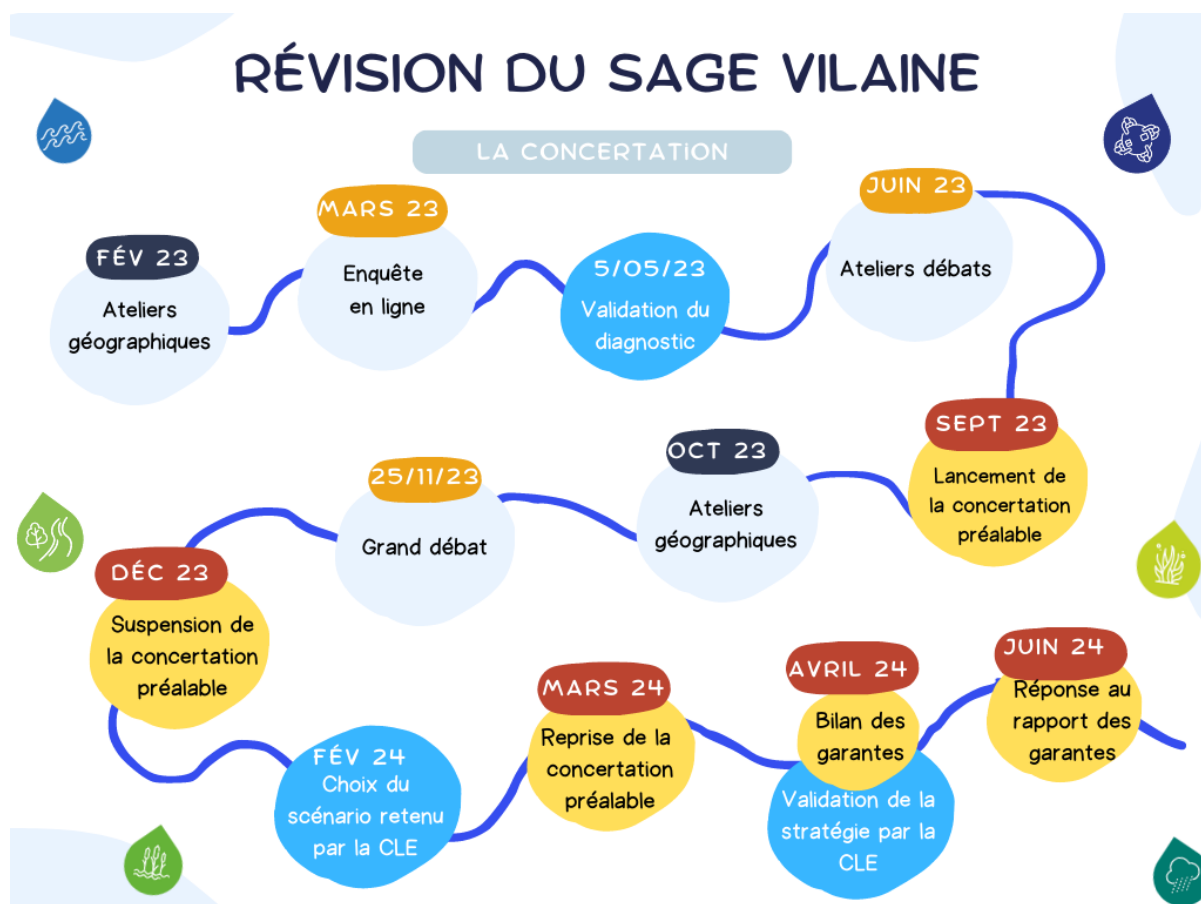 RÉVISION DU SAGE VILAINE
LA CONCERTATION
FÉV 23
Ateliers
géographiques
MARS 23
Enquête
en ligne
5/05/23
Validation du
diagnostic
JUIN 23
Ateliers débats
SEPT 23
Lancement de
la concertation
préalable
OCT 23
Ateliers
géographiques
25/11/23
Grand débat
DÉC 23
Suspension de
la concertation
préalable
FÉV 24
Choix du
scénario retenu
par la CLE
MARS 24
Reprise de la
concertation
préalable
AVRIL 24
Bilan des
garantes
Validation de la
stratégie par la
CLE
JUIN 24
Réponse au
rapport des
garantes